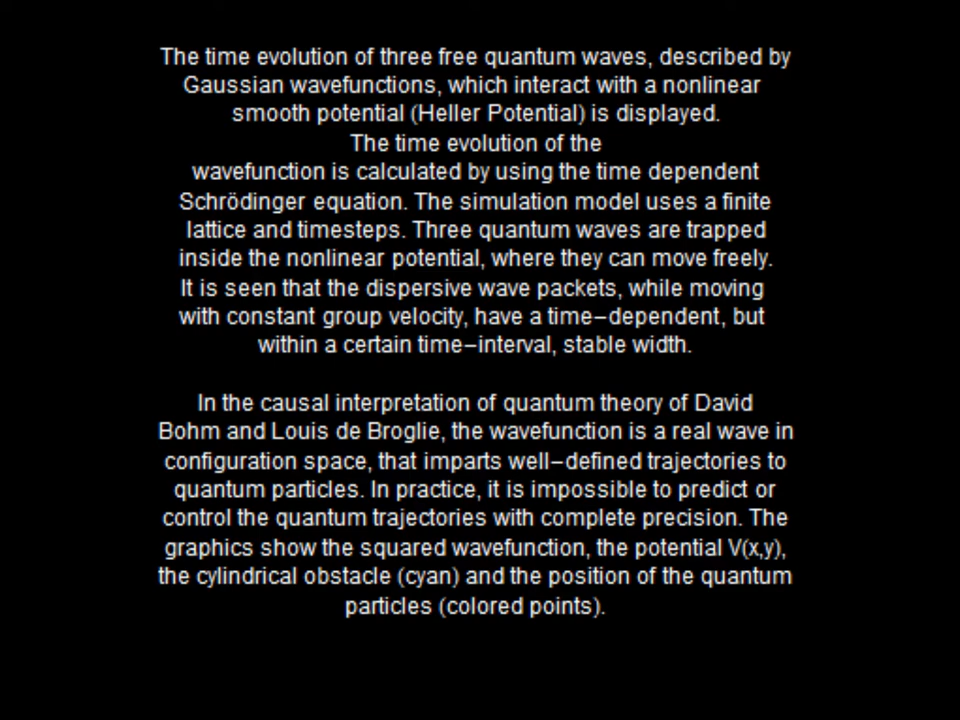 The time evolution of three free quantum waves, described by
Gaussian wavefunctions, which interact with a nonlinear
smooth potential (Heller Potential) is displayed.
The time evolution of the
wavefunction is calculated by using the time dependent
Schrödinger equation. The simulation model uses a finite
lattice and timesteps. Three quantum waves are trapped
inside the nonlinear potential, where they can move freely.
It is seen that the dispersive wave packets, while moving
with constant group velocity, have a time−dependent, but
within a certain time−interval, stable width.
In the causal interpretation of quantum theory of David
Bohm and Louis de Broglie, the wavefunction is a real wave in
configuration space, that imparts well−defined trajectories to
quantum particles. In practice, it is impossible to predict or
control the quantum trajectories with complete precision. The
graphics show the squared wavefunction, the potential V(x,y),
the cylindrical obstacle (cyan) and the position of the quantum
particles (colored points).